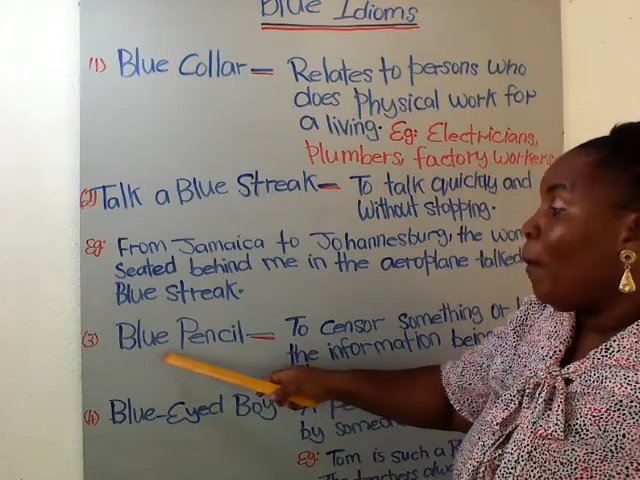 Blue Idioms
(1) Blue Collar — Relates to persons who
does physical work for
a living. Eg: Electricians,
Plumbers, factory workers
(2) Talk a Blue Streak — To talk quickly and
without stopping.
Eg: From Jamaica to Johannesburg, the
seated behind me in the aeroplane talked
Blue Streak.
(3) Blue Pencil — To censor something or
the information
(4) Blue-Eyed Boy
by
Eg: Tom is such a
The teachers